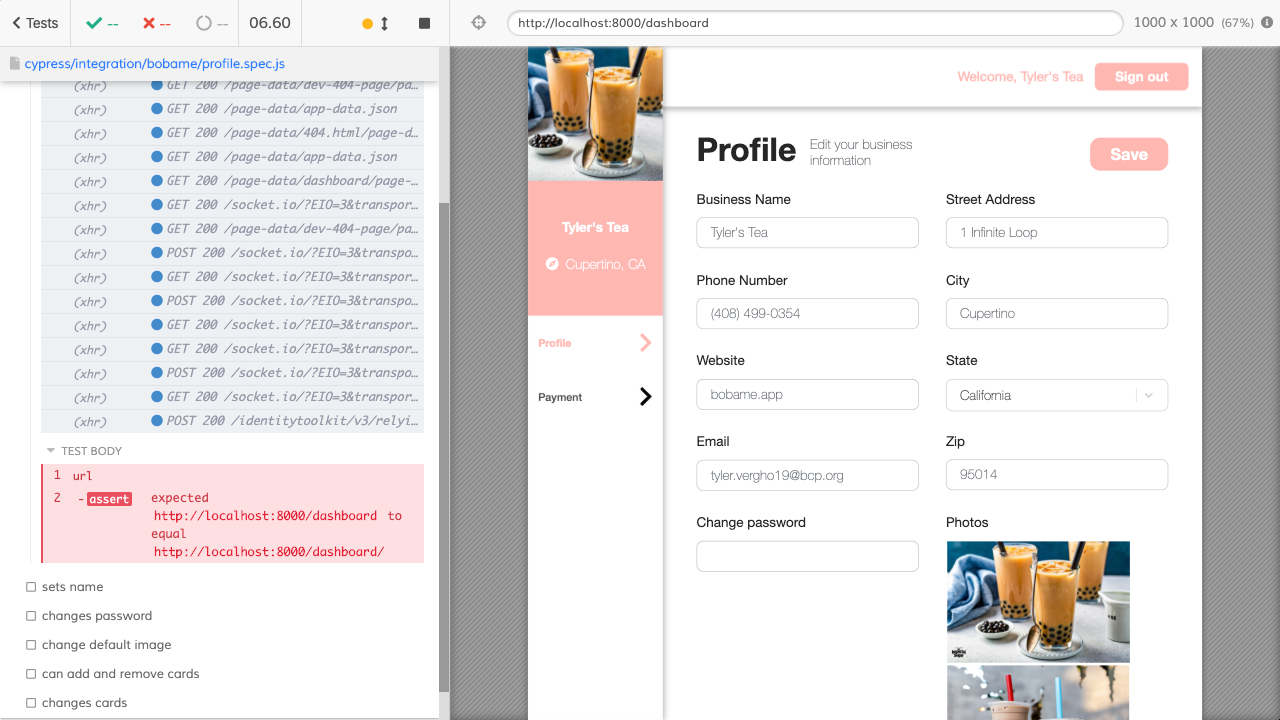 Tests
--
--
--
06.60
http://localhost:8000/dashboard
1000 x 1000 (67%)
cypress/integration/bobame/profile.spec.js
(xhr) GET 200 /page-data/dev-404-page/pa…
(xhr) GET 200 /page-data/app-data.json
(xhr) GET 200 /page-data/404.html/page-d…
(xhr) GET 200 /page-data/app-data.json
(xhr) GET 200 /page-data/dashboard/page-…
(xhr) GET 200 /socket.io/?EIO=3&transpor…
(xhr) GET 200 /page-data/dev-404-page/pa…
(xhr) POST 200 /socket.io/?EIO=3&transpo…
(xhr) GET 200 /socket.io/?EIO=3&transpor…
(xhr) POST 200 /socket.io/?EIO=3&transpo…
(xhr) GET 200 /socket.io/?EIO=3&transpor…
(xhr) GET 200 /socket.io/?EIO=3&transpor…
(xhr) POST 200 /socket.io/?EIO=3&transpo…
(xhr) GET 200 /socket.io/?EIO=3&transpor…
(xhr) POST 200 /identitytoolkit/v3/relyi…
TEST BODY
1 url
2 - assert expected
http://localhost:8000/dashboard to
equal
http://localhost:8000/dashboard/
sets name
changes password
change default image
can add and remove cards
changes cards
Tyler's Tea
Cupertino, CA
Profile
Payment
Welcome, Tyler's Tea
Sign out
Profile
Edit your business
information
Save
Business Name
Tyler's Tea
Street Address
1 Infinite Loop
Phone Number
(408) 499-0354
City
Cupertino
Website
bobame.app
State
California
Email
tyler.vergho19@bcp.org
Zip
95014
Change password
Photos